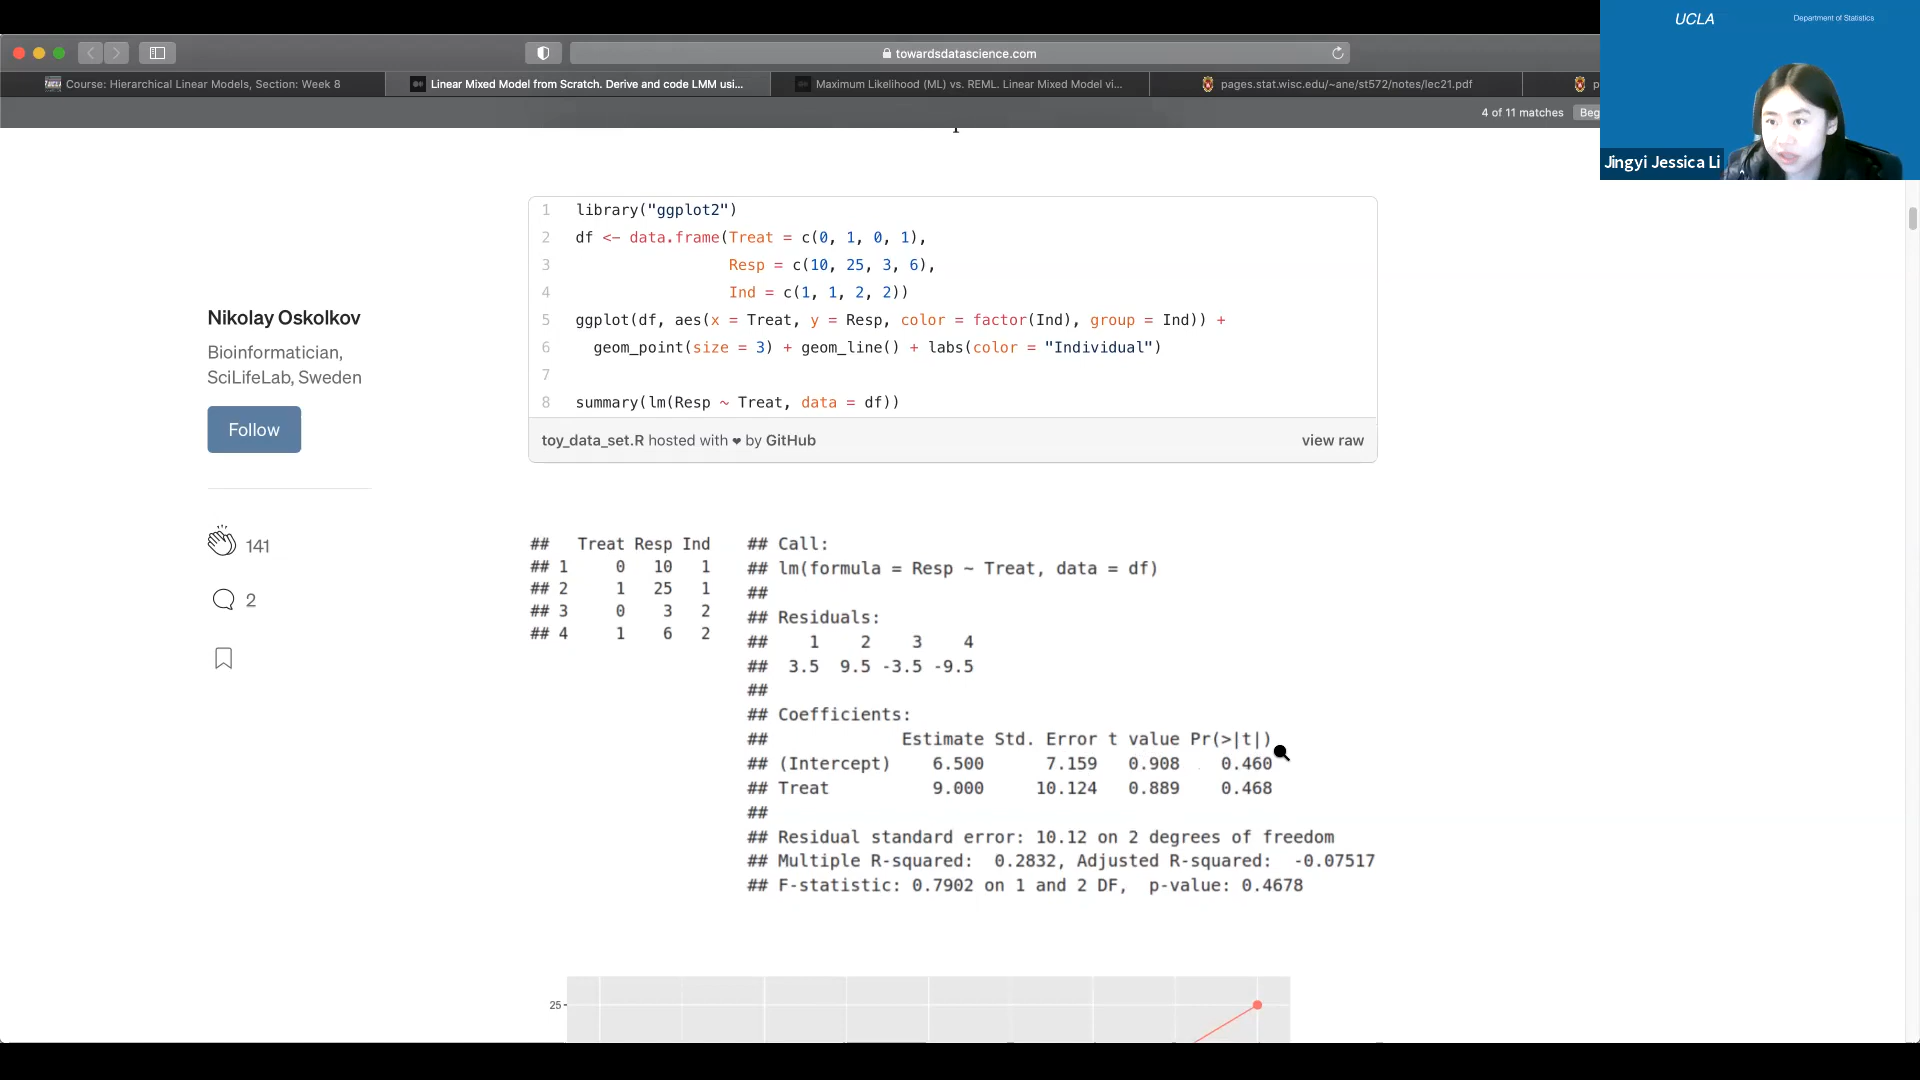 UCLA
Department of Statistics
towardsdatascience.com
Course: Hierarchical Linear Models, Section: Week 8
Linear Mixed Model from Scratch. Derive and code LMM usi...
Maximum Likelihood (ML) vs. REML. Linear Mixed Model vi...
pages.stat.wisc.edu/~ane/st572/notes/lec21.pdf
p
4 of 11 matches
Beg
Jingyi Jessica Li
1 library("ggplot2")
2 df <- data.frame(Treat = c(0, 1, 0, 1),
3 Resp = c(10, 25, 3, 6),
4 Ind = c(1, 1, 2, 2))
5 ggplot(df, aes(x = Treat, y = Resp, color = factor(Ind), group = Ind)) +
6 geom_point(size = 3) + geom_line() + labs(color = "Individual")
7
8 summary(lm(Resp ~ Treat, data = df))
toy_data_set.R hosted with ❤ by GitHub
view raw
Nikolay Oskolkov
Bioinformatician,
SciLifeLab, Sweden
Follow
141
2
## Treat Resp Ind
## 1 0 10 1
## 2 1 25 1
## 3 0 3 2
## 4 1 6 2
## Call:
## lm(formula = Resp ~ Treat, data = df)
##
## Residuals:
## 1 2 3 4
## 3.5 9.5 -3.5 -9.5
##
## Coefficients:
## Estimate Std. Error t value Pr(>|t|)
## (Intercept) 6.500 7.159 0.908 0.460
## Treat 9.000 10.124 0.889 0.468
##
## Residual standard error: 10.12 on 2 degrees of freedom
## Multiple R-squared: 0.2832, Adjusted R-squared: -0.07517
## F-statistic: 0.7902 on 1 and 2 DF, p-value: 0.4678
25